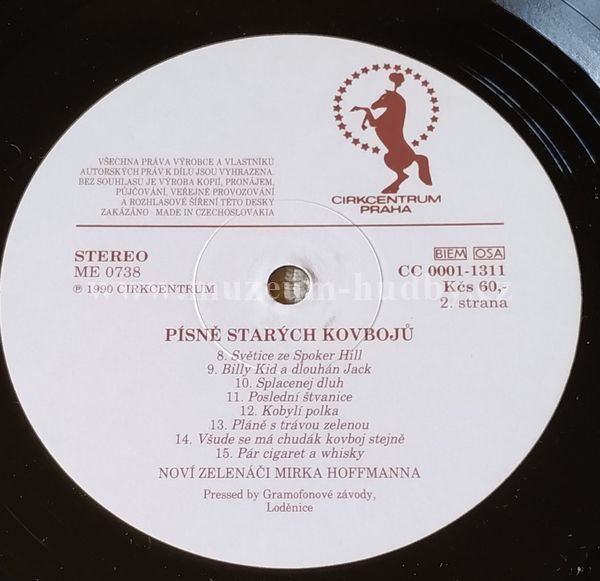 CIRKCENTRUM
PRAHA
VŠECHNA PRÁVA VÝROBCE A VLASTNÍKŮ
AUTORSKÝCH PRÁV K DÍLU JSOU VYHRAZENA.
BEZ SOUHLASU JE VÝROBA KOPIÍ, PRONÁJEM,
PŮJČOVÁNÍ, VEŘEJNÉ PROVOZOVÁNÍ
A ROZHLASOVÉ ŠÍŘENÍ TÉTO DESKY
ZAKÁZÁNO · MADE IN CZECHOSLOVAKIA
STEREO
ME 0738
℗ 1990 CIRKCENTRUM
BIEM OSA
CC 0001-1311
Kčs 60,-
2. strana
www.muzeum-hudby.cz
PÍSNĚ STARÝCH KOVBOJŮ
8. Světice ze Spoker Hill
9. Billy Kid a dlouhán Jack
10. Splacenej dluh
11. Poslední štvanice
12. Kobylí polka
13. Pláně s trávou zelenou
14. Všude se má chudák kovboj stejně
15. Pár cigaret a whisky
NOVÍ ZELENÁČI MIRKA HOFFMANNA
Pressed by Gramofonové závody,
Loděnice